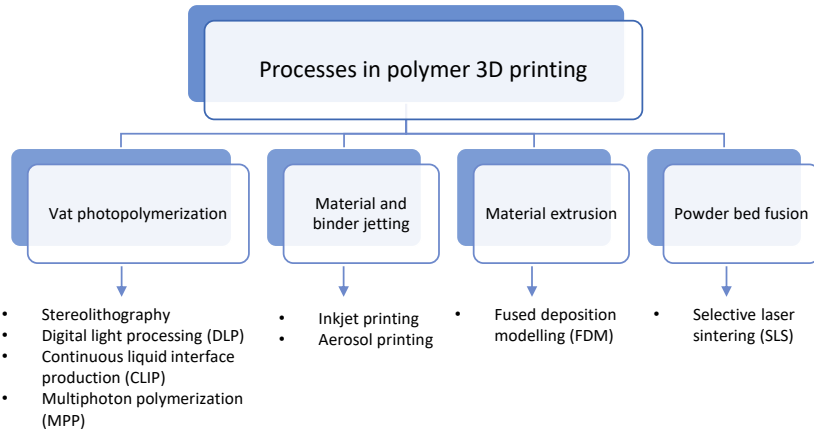 Processes in polymer 3D printing
Vat photopolymerization
Material and
binder jetting
Material extrusion
Powder bed fusion
• Stereolithography
• Digital light processing (DLP)
• Continuous liquid interface
production (CLIP)
• Multiphoton polymerization
(MPP)
• Inkjet printing
• Aerosol printing
• Fused deposition
modelling (FDM)
• Selective laser
sintering (SLS)